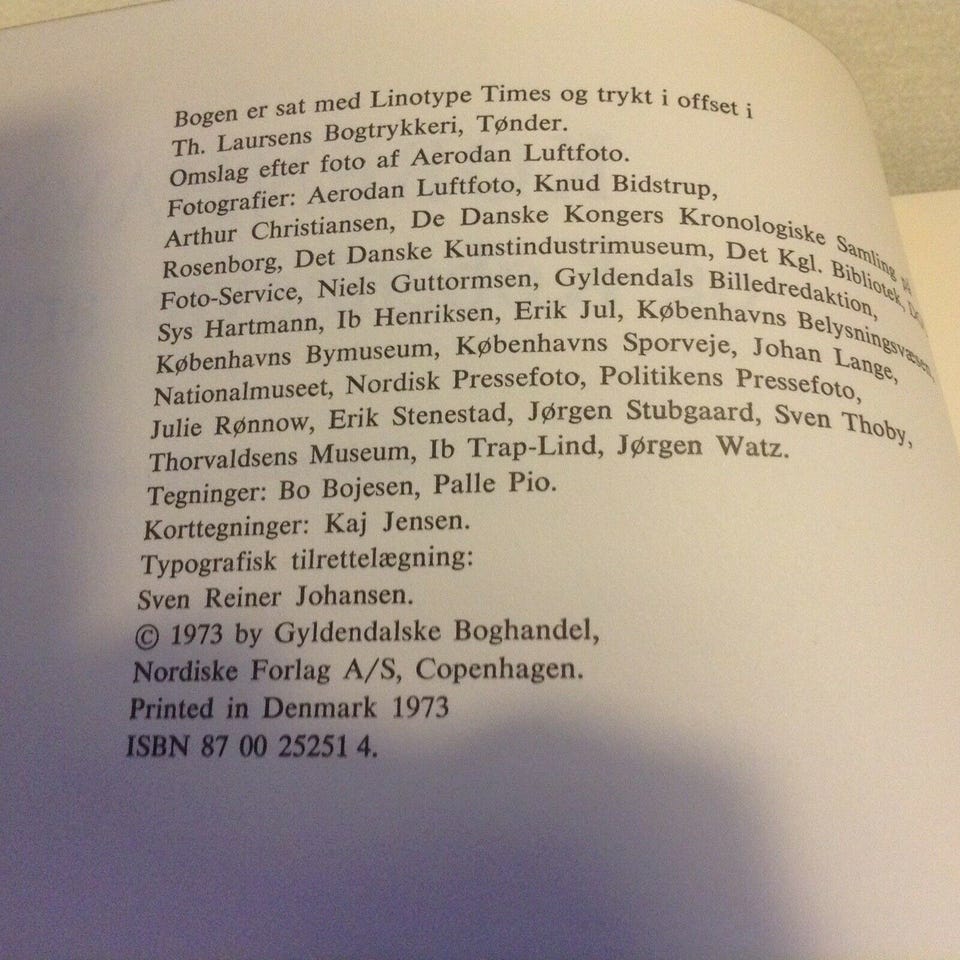 Bogen er sat med Linotype Times og trykt i offset i
Th. Laursens Bogtrykkeri, Tønder.
Omslag efter foto af Aerodan Luftfoto.
Fotografier: Aerodan Luftfoto, Knud Bidstrup,
Arthur Christiansen, De Danske Kongers Kronologiske Samling på
Rosenborg, Det Danske Kunstindustrimuseum, Det Kgl. Bibliotek,
Foto-Service, Niels Guttormsen, Gyldendals Billedredaktion,
Sys Hartmann, Ib Henriksen, Erik Jul, Københavns Belysningsvæsen,
Københavns Bymuseum, Københavns Sporveje, Johan Lange,
Nationalmuseet, Nordisk Pressefoto, Politikens Pressefoto,
Julie Rønnow, Erik Stenestad, Jørgen Stubgaard, Sven Thoby,
Thorvaldsens Museum, Ib Trap-Lind, Jørgen Watz.
Tegninger: Bo Bojesen, Palle Pio.
Korttegninger: Kaj Jensen.
Typografisk tilrettelægning:
Sven Reiner Johansen.
© 1973 by Gyldendalske Boghandel,
Nordiske Forlag A/S, Copenhagen.
Printed in Denmark 1973
ISBN 87 00 25251 4.